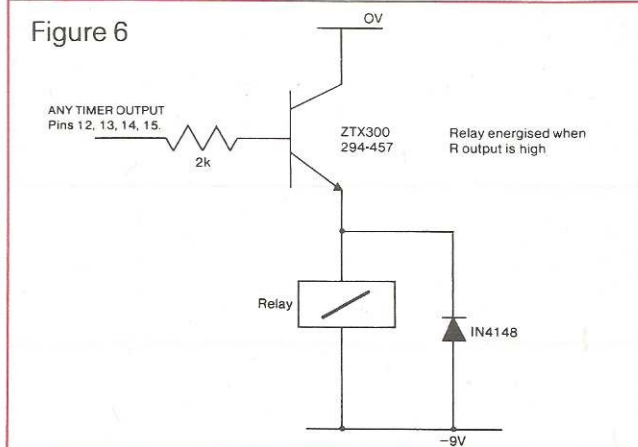 Figure 6
0V
ANY TIMER OUTPUT
Pins 12, 13, 14, 15.
2k
ZTX300
294-457
Relay energised when
R output is high
Relay
IN4148
−9V